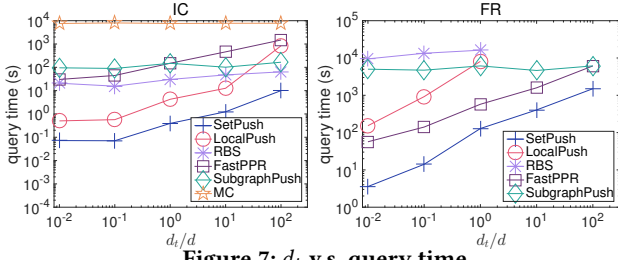 IC
query time (s)
10^4
10^3
10^2
10^1
10^0
10^-1
10^-2
10^-3
10^-4
SetPush
LocalPush
RBS
FastPPR
SubgraphPush
MC
10^-2 10^-1 10^0 10^1 10^2
d_t/d
FR
query time (s)
10^5
10^4
10^3
10^2
10^1
10^0
SetPush
LocalPush
RBS
FastPPR
SubgraphPush
10^-2 10^-1 10^0 10^1 10^2
d_t/d
Figure 7: d_t v.s. query time